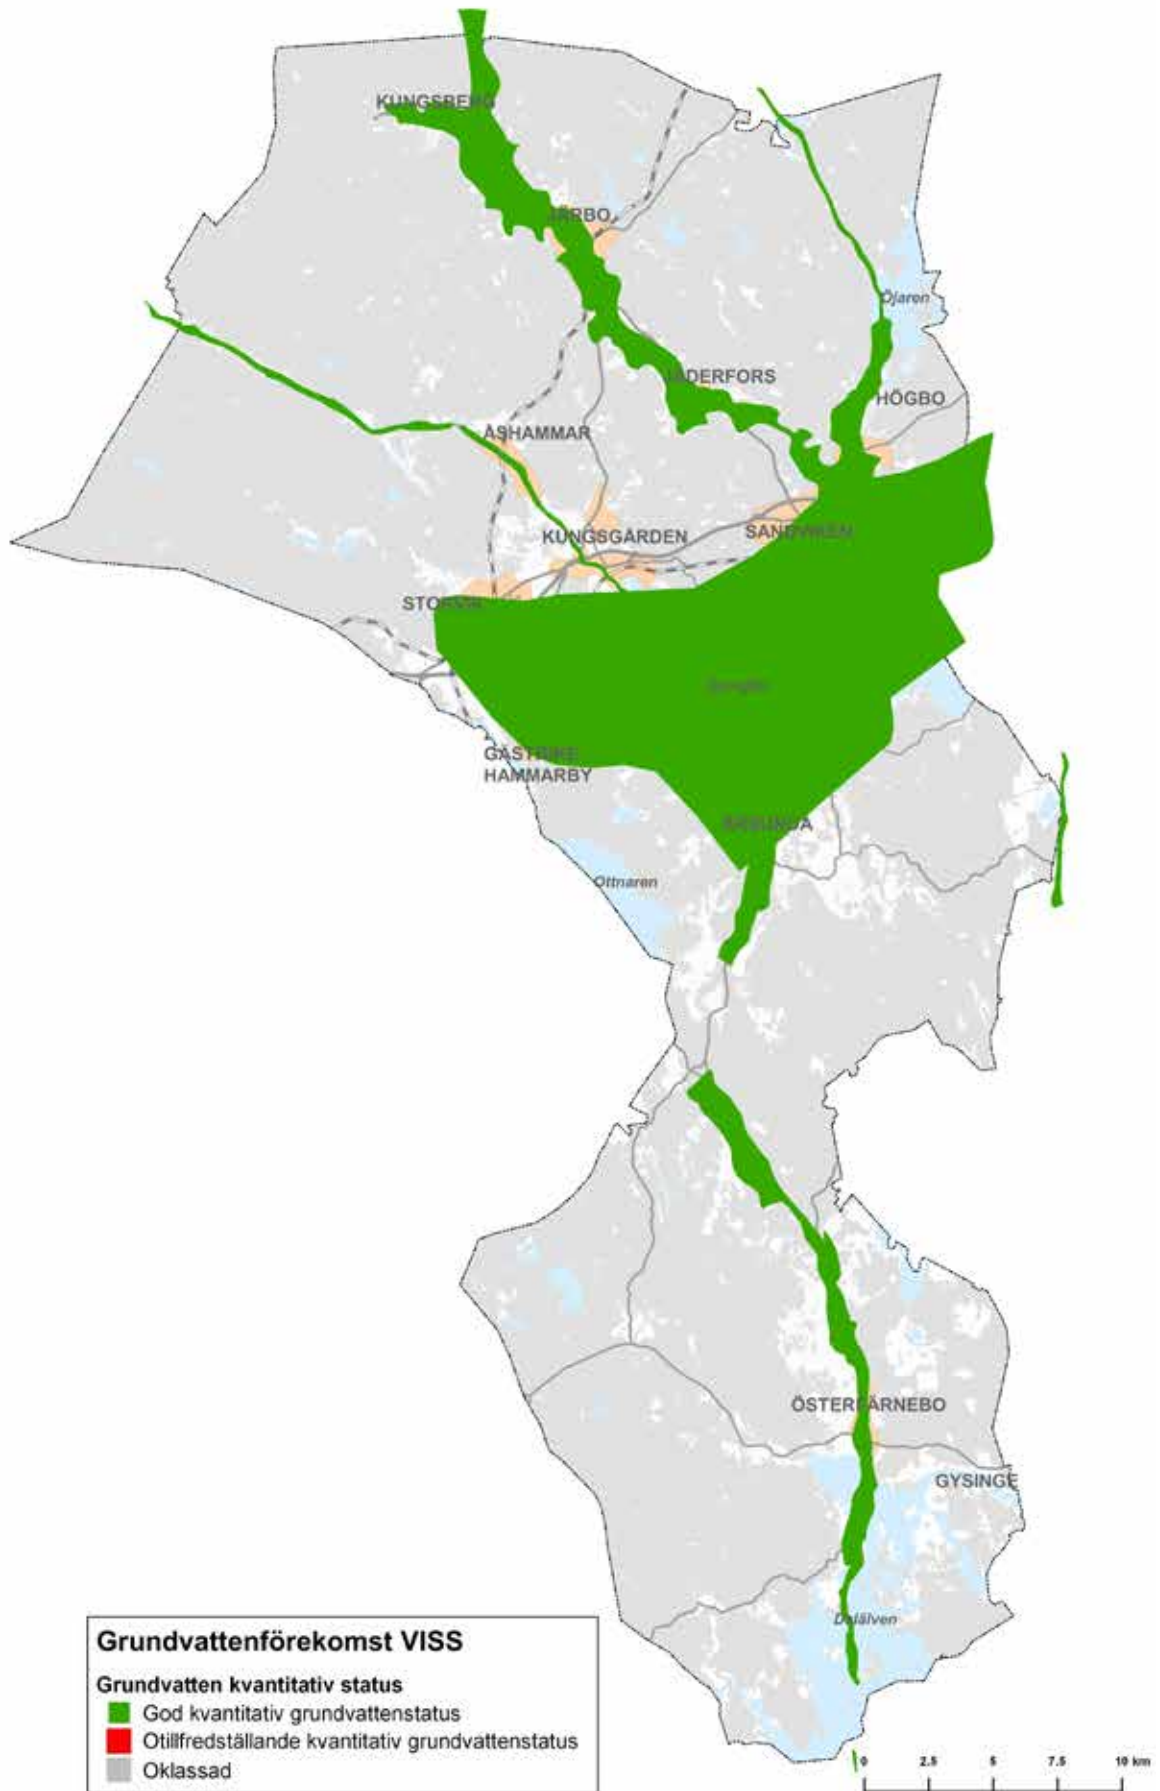 KUNGSBERG
JÄRBO
Öjaren
JÄDERFORS
HÖGBO
ÅSHAMMAR
KUNGSGÅRDEN
SANDVIKEN
STORVIK
GÄSTRIKE
HAMMARBY
ÅRSUNDA
Ottnaren
ÖSTERFÄRNEBO
GYSINGE
Dalälven
Grundvattenförekomst VISS
Grundvatten kvantitativ status
God kvantitativ grundvattenstatus
Otillfredställande kvantitativ grundvattenstatus
Oklassad
0 2.5 5 7.5 10 km